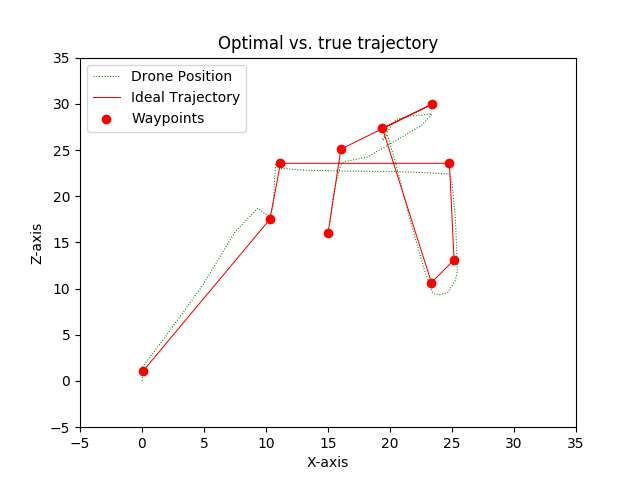 Optimal vs. true trajectory
Drone Position
Ideal Trajectory
Waypoints
Z-axis
35
30
25
20
15
10
5
0
−5
−5 0 5 10 15 20 25 30 35
X-axis